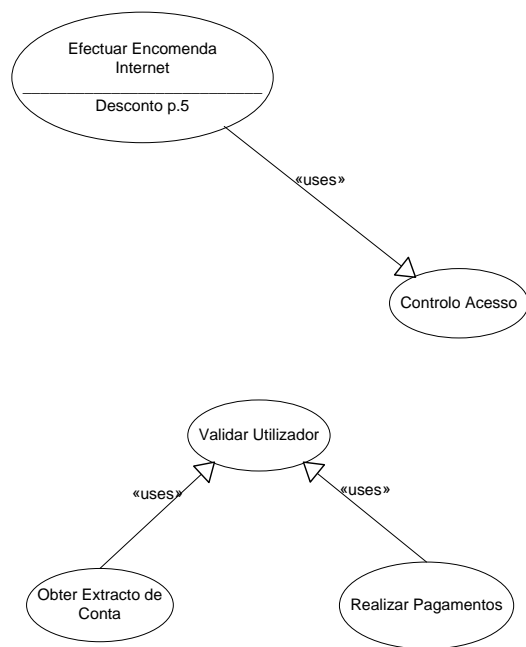 Efectuar Encomenda
Internet
Desconto p.5
«uses»
Controlo Acesso
Validar Utilizador
«uses»
«uses»
Obter Extracto de
Conta
Realizar Pagamentos